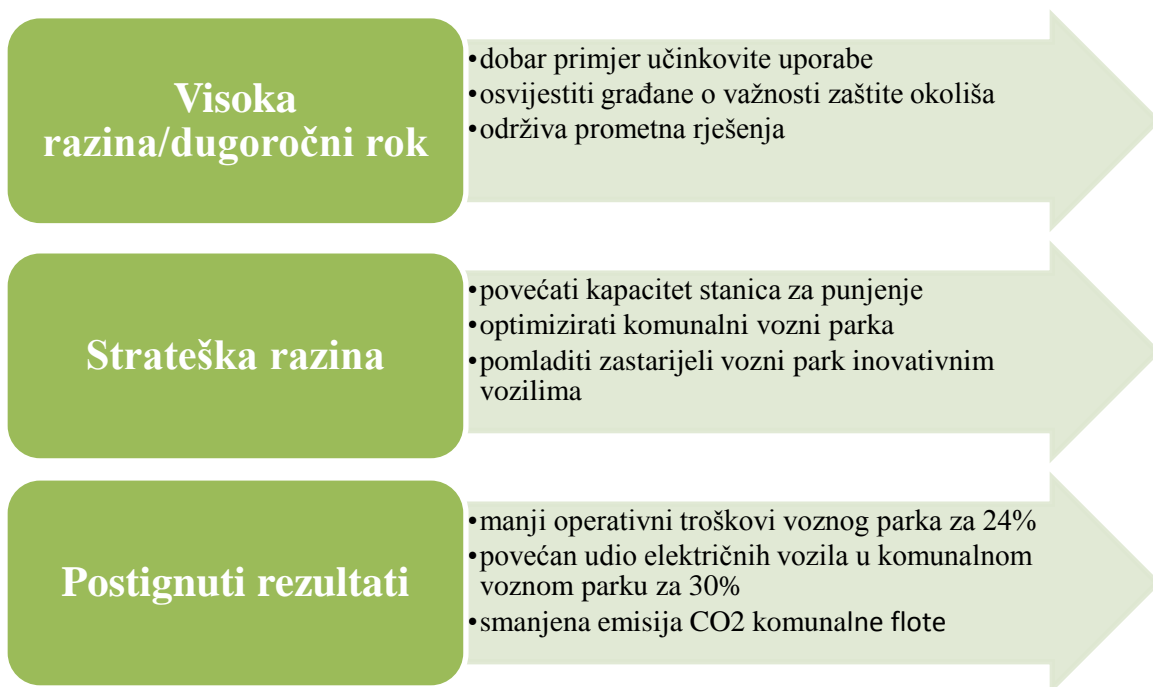 Visoka
razina/dugoročni rok
•dobar primjer učinkovite uporabe
•osvijestiti građane o važnosti zaštite okoliša
•održiva prometna rješenja
Strateška razina
•povećati kapacitet stanica za punjenje
•optimizirati komunalni vozni parka
•pomladiti zastarijeli vozni park inovativnim
vozilima
Postignuti rezultati
•manji operativni troškovi voznog parka za 24%
•povećan udio električnih vozila u komunalnom
voznom parku za 30%
•smanjena emisija CO2 komunalne flote